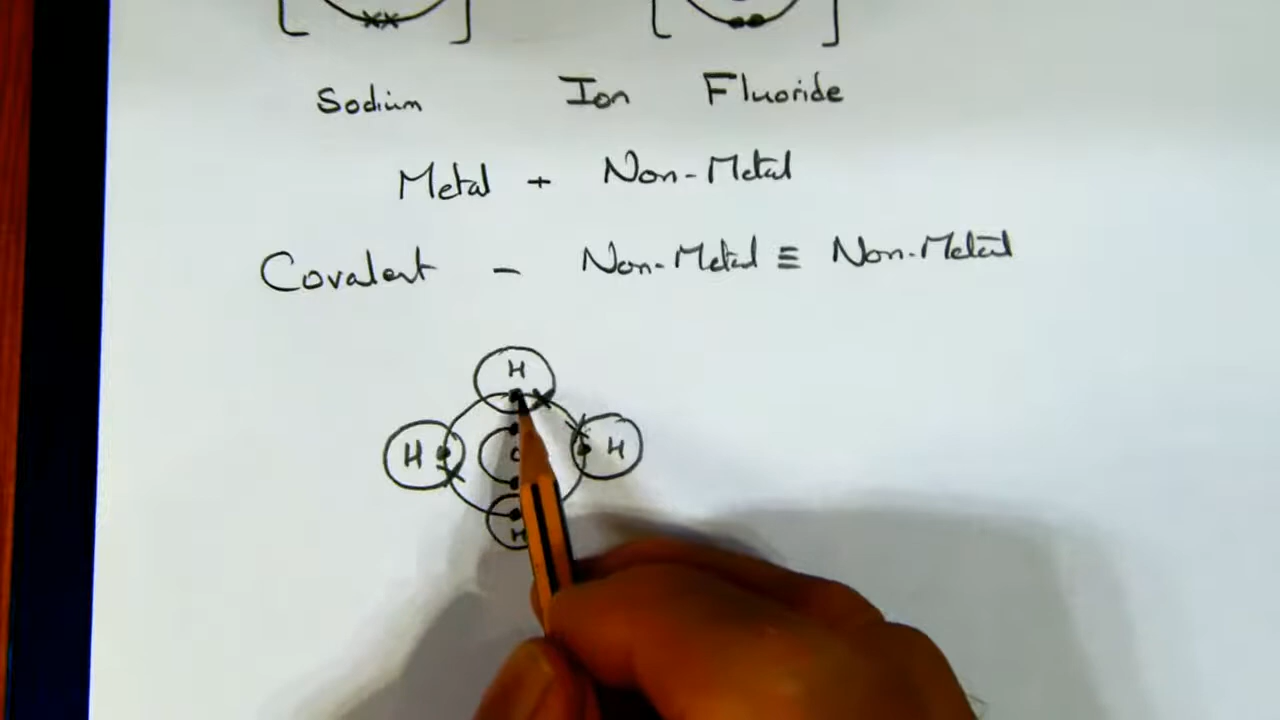 Sodium Ion Fluoride
Metal + Non-Metal
Covalent - Non-Metal ≡ Non-Metal
H
H C H
H